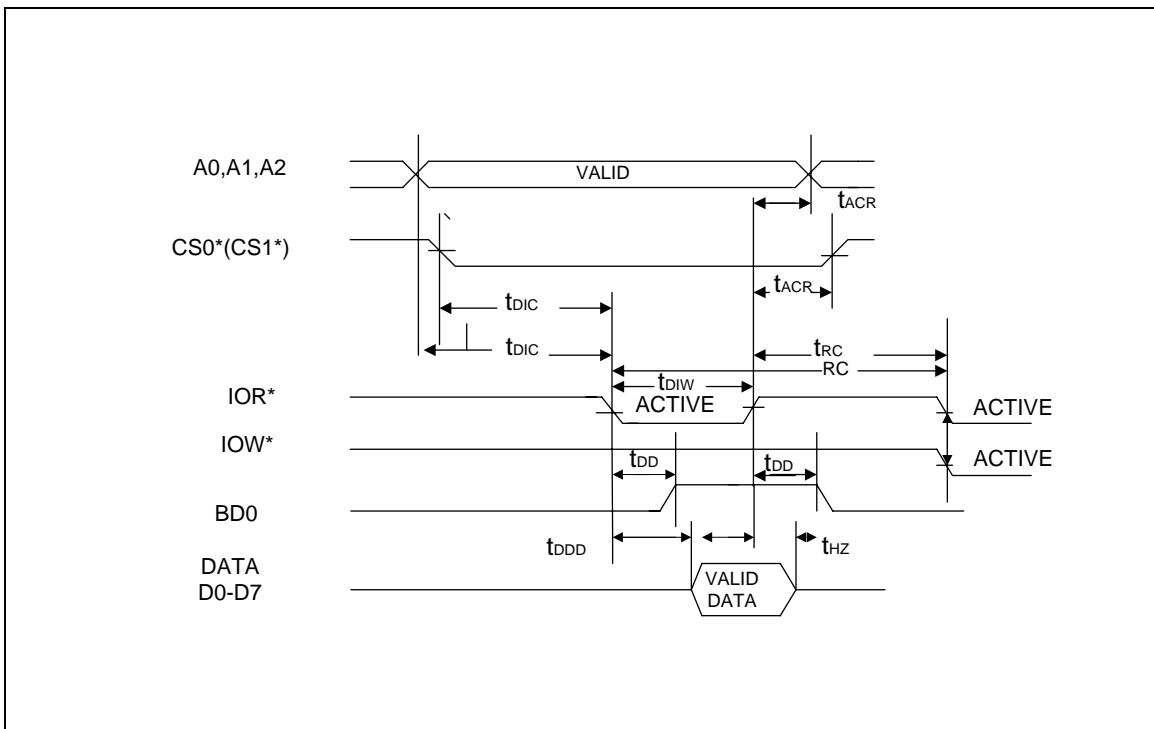 A0,A1,A2
VALID
tACR
CS0*(CS1*)
tACR
tDIC
tDIC
tRC
RC
tDIW
IOR*
ACTIVE
ACTIVE
IOW*
tDD
tDD
ACTIVE
BD0
tDDD
tHZ
DATA
D0-D7
VALID
DATA